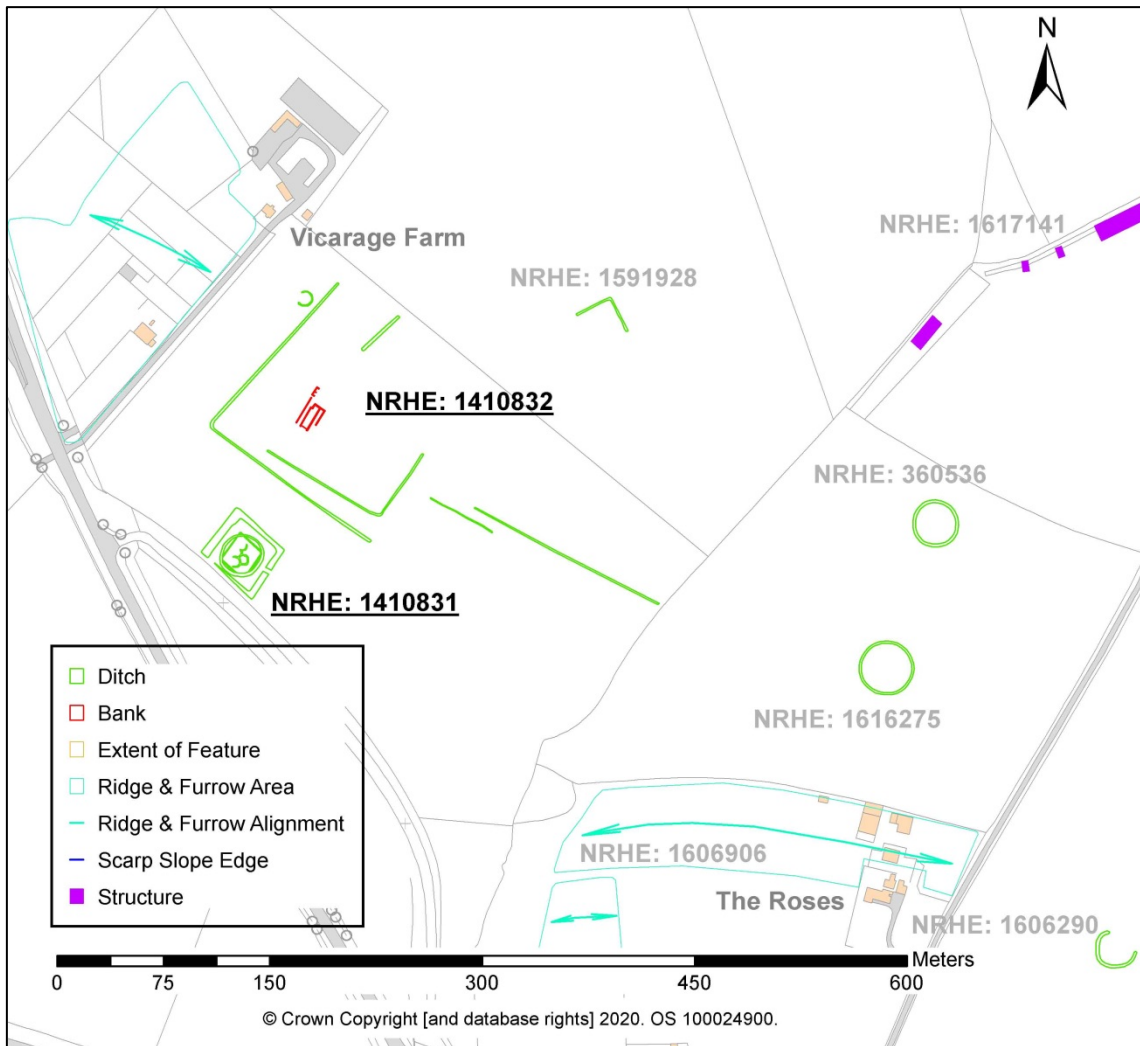 N
NRHE: 1617141
Vicarage Farm
NRHE: 1591928
NRHE: 1410832
NRHE: 360536
NRHE: 1410831
NRHE: 1616275
Ditch
Bank
Extent of Feature
Ridge & Furrow Area
Ridge & Furrow Alignment
Scarp Slope Edge
Structure
NRHE: 1606906
The Roses
NRHE: 1606290
Meters
0 75 150 300 450 600
© Crown Copyright [and database rights] 2020. OS 100024900.